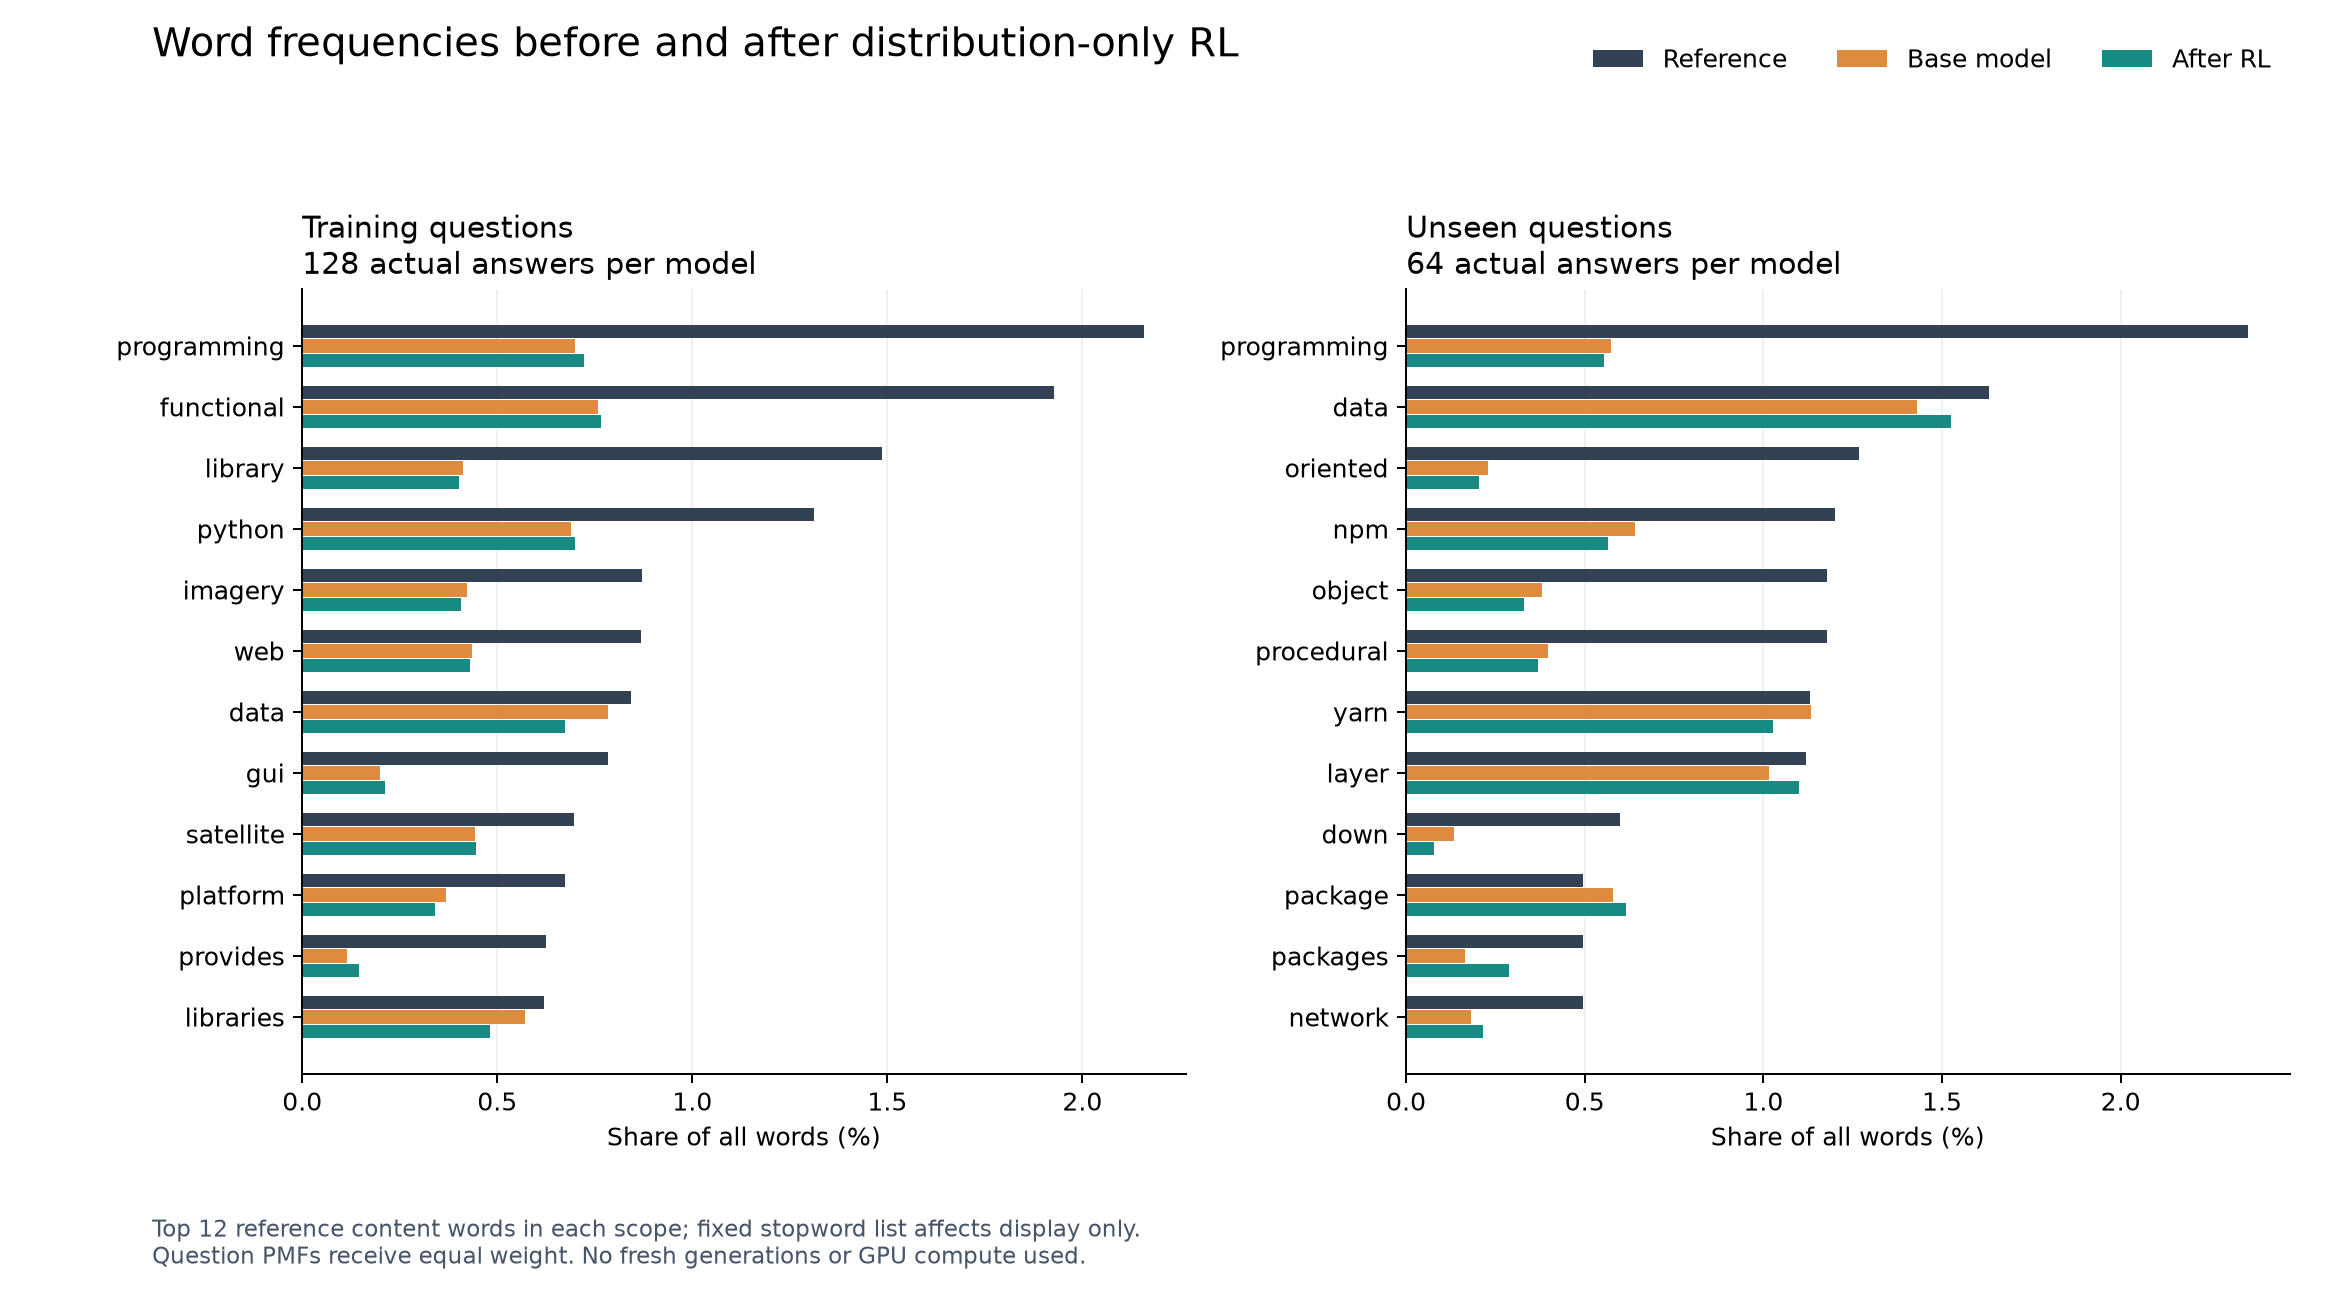 Word frequencies before and after distribution-only RL
Reference
Base model
After RL
Training questions
128 actual answers per model
programming
functional
library
python
imagery
web
data
gui
satellite
platform
provides
libraries
0.0
0.5
1.0
1.5
2.0
Share of all words (%)
Unseen questions
64 actual answers per model
programming
data
oriented
npm
object
procedural
yarn
layer
down
package
packages
network
0.0
0.5
1.0
1.5
2.0
Share of all words (%)
Top 12 reference content words in each scope; fixed stopword list affects display only.
Question PMFs receive equal weight. No fresh generations or GPU compute used.